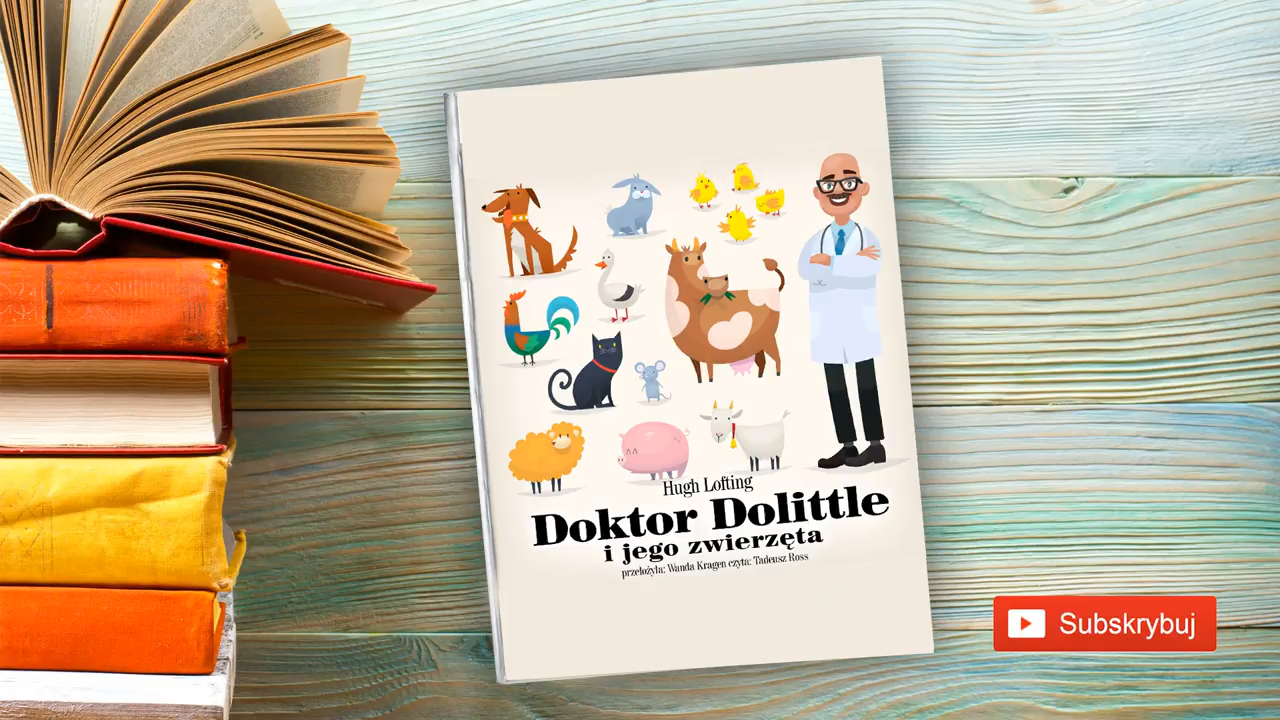 Hugh Lofting
Doktor Dolittle
i jego zwierzęta
przełożyła: Wanda Kragen czyta: Tadeusz Ross
Subskrybuj